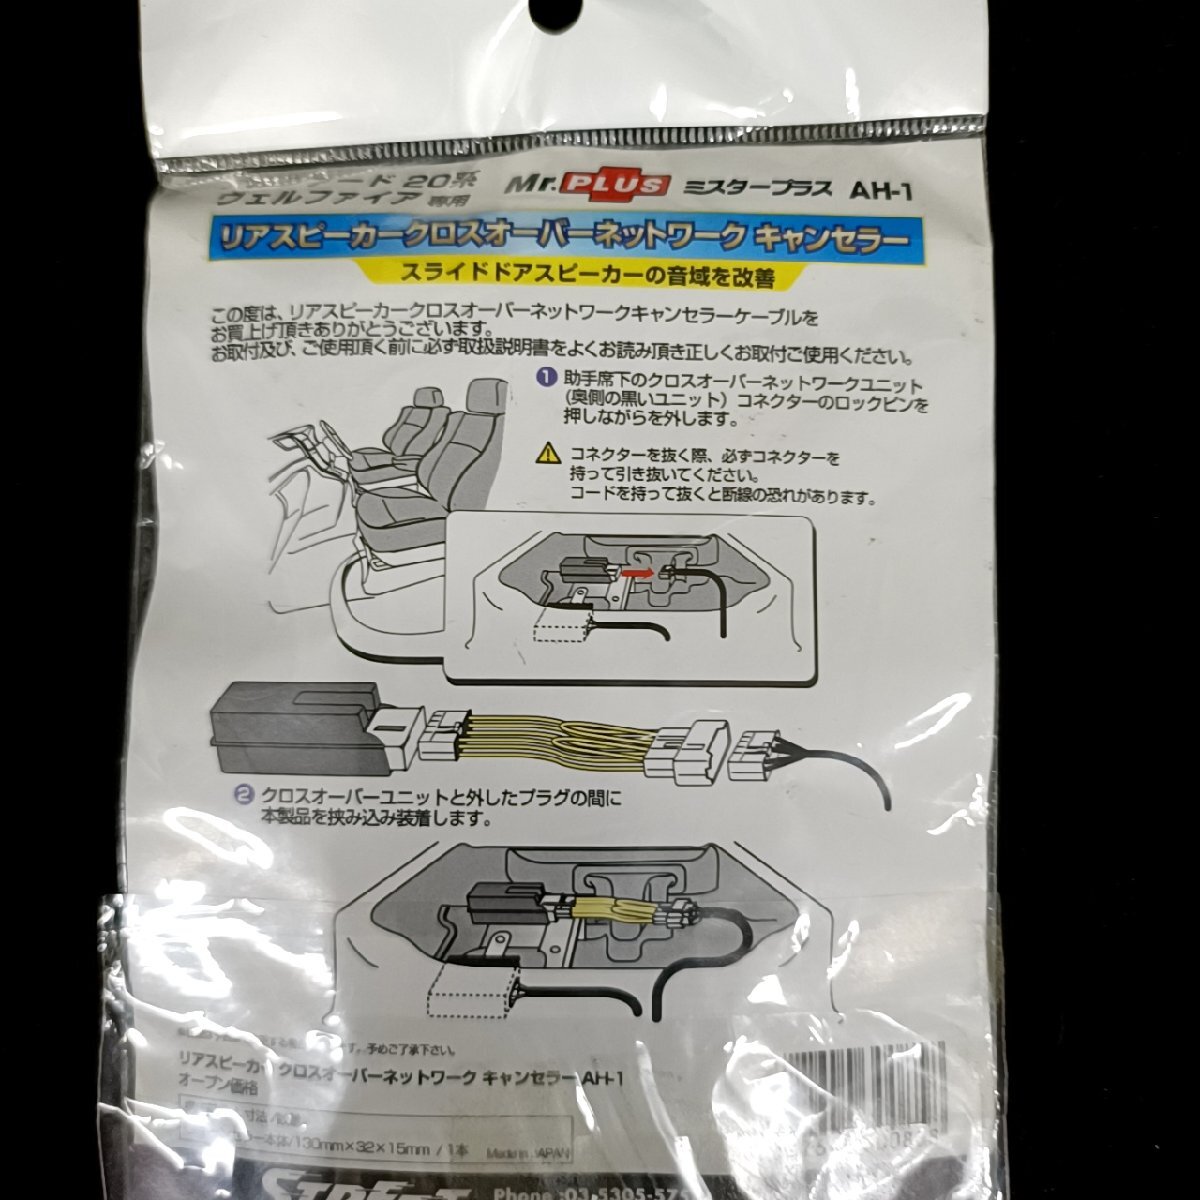 20系
ヴェルファイア 専用
Mr.PLUS ミスタープラス AH-1
リアスピーカークロスオーバーネットワーク キャンセラー
スライドドアスピーカーの音域を改善
この度は、リアスピーカークロスオーバーネットワークキャンセラーケーブルを
お買上げ頂きありがとうございます。
お取付及び、ご使用頂く前に必ず取扱説明書をよくお読み頂き正しくお取付ご使用ください。
1 助手席下のクロスオーバーネットワークユニット
(奥側の黒いユニット) コネクターのロックピンを
押しながらを外します。
コネクターを抜く際、必ずコネクターを
持って引き抜いてください。
コードを持って抜くと断線の恐れがあります。
2 クロスオーバーユニットと外したプラグの間に
本製品を挟み込み装着します。
ます。予めご了承下さい。
リアスピーカー クロスオーバーネットワーク キャンセラー AH-1
オープン価格
本体/130mm×32×15mm / 1本 Made in JAPAN
Phone :03-5305-57